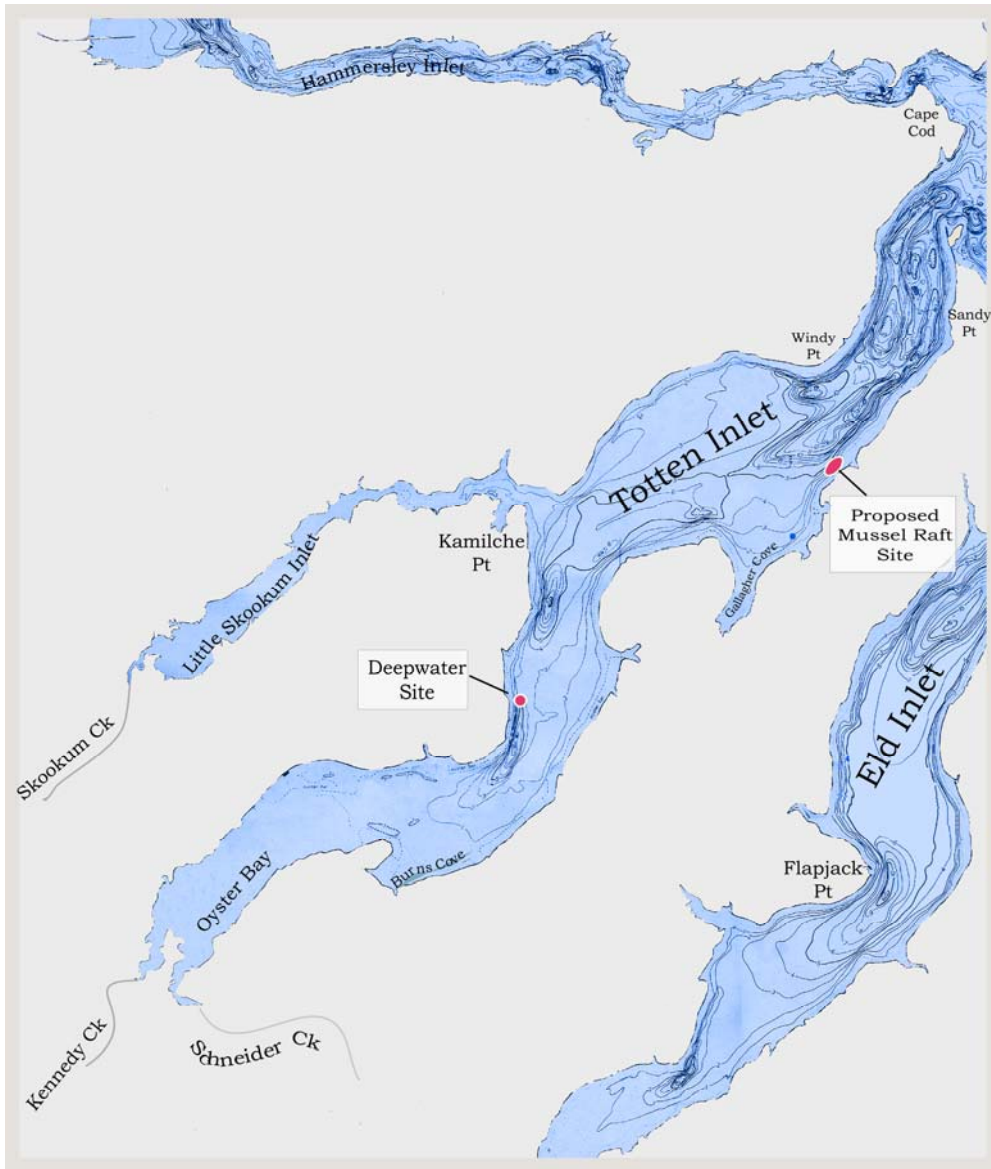 Hammersley Inlet
Cape
Cod
Sandy
Pt
Windy
Pt
Totten Inlet
Proposed
Mussel Raft
Site
Kamilche
Pt
Gallagher Cove
Little Skookum Inlet
Deepwater
Site
Eld Inlet
Skookum Ck
Burns Cove
Flapjack
Pt
Oyster Bay
Kennedy Ck
Schneider Ck